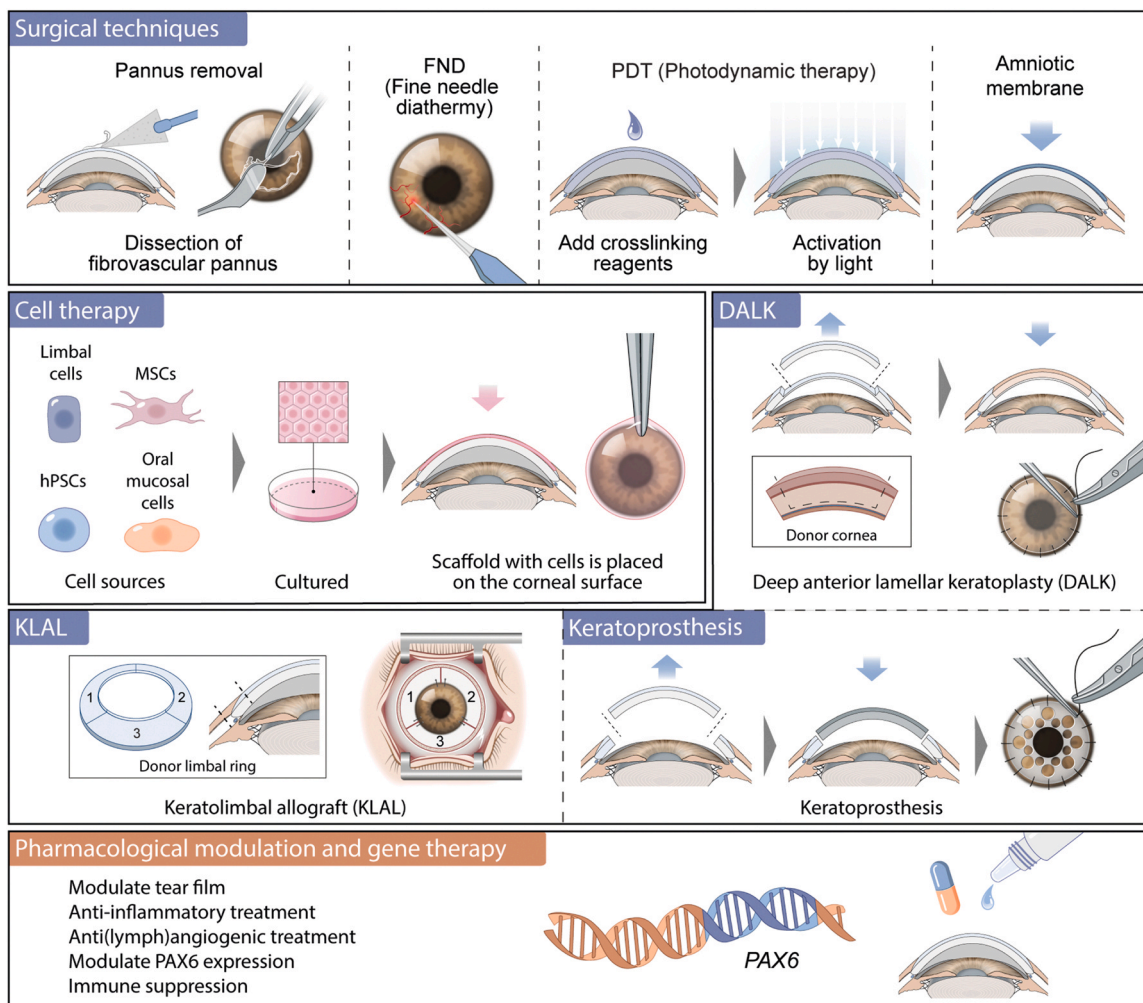 Surgical techniques
Pannus removal
Dissection of
fibrovascular pannus
FND
(Fine needle
diathermy)
PDT (Photodynamic therapy)
Add crosslinking
reagents
Activation
by light
Amniotic
membrane
Cell therapy
Limbal
cells
MSCs
hPSCs
Oral
mucosal
cells
Cell sources
Cultured
Scaffold with cells is placed
on the corneal surface
DALK
Donor cornea
Deep anterior lamellar keratoplasty (DALK)
KLAL
1
2
3
Donor limbal ring
1
2
3
Keratolimbal allograft (KLAL)
Keratoprosthesis
Keratoprosthesis
Pharmacological modulation and gene therapy
Modulate tear film
Anti-inflammatory treatment
Anti(lymph)angiogenic treatment
Modulate PAX6 expression
Immune suppression
PAX6